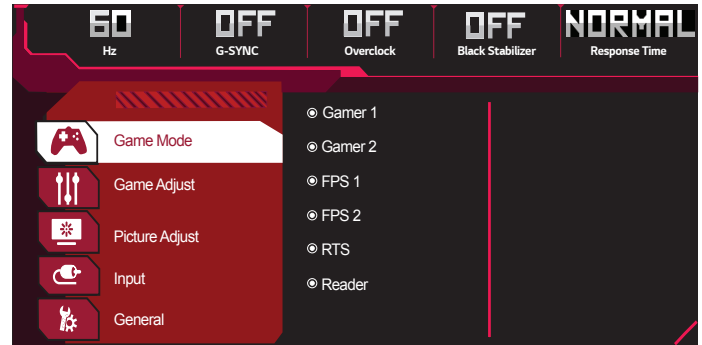 60 OFF OFF OFF NORMAL
Hz G-SYNC Overclock Black Stabilizer Response Time
Game Mode
Game Adjust
Picture Adjust
Input
General
Gamer 1
Gamer 2
FPS 1
FPS 2
RTS
Reader